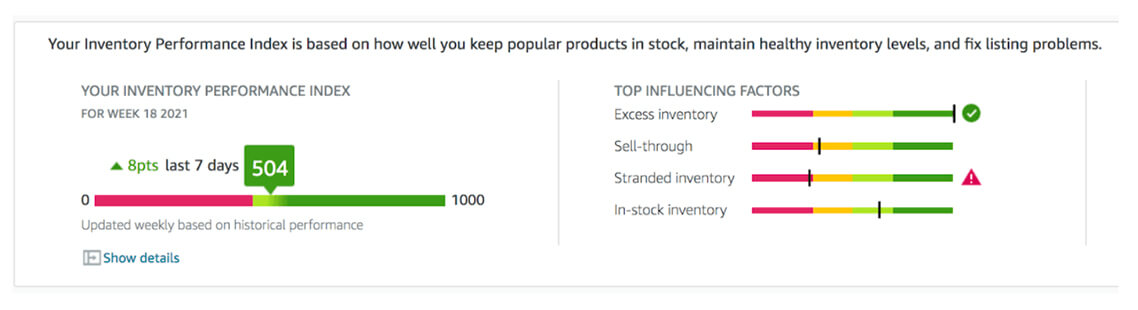 Your Inventory Performance Index is based on how well you keep popular products in stock, maintain healthy inventory levels, and fix listing problems.
YOUR INVENTORY PERFORMANCE INDEX
FOR WEEK 18 2021
8pts last 7 days 504
0 1000
Updated weekly based on historical performance
Show details
TOP INFLUENCING FACTORS
Excess inventory
Sell-through
Stranded inventory
In-stock inventory